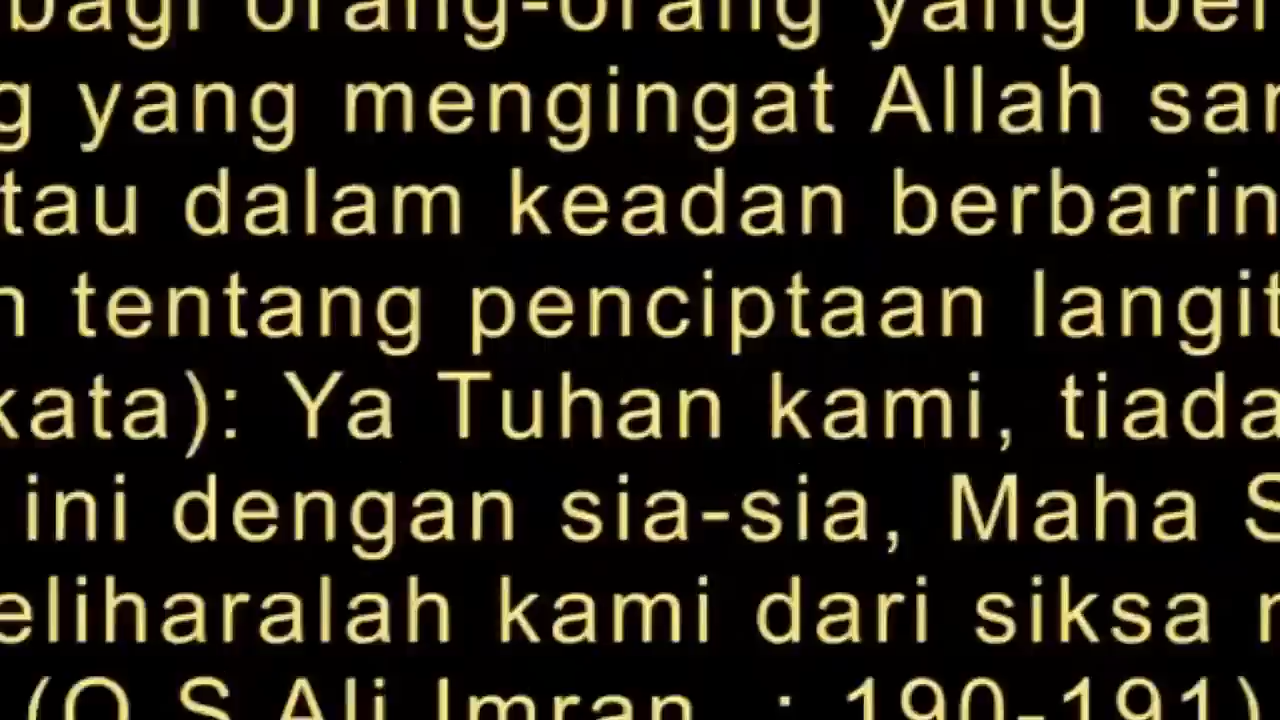 bagi orang-orang yang ber
g yang mengingat Allah sar
tau dalam keadan berbarin
n tentang penciptaan langit
kata): Ya Tuhan kami, tiada
ini dengan sia-sia, Maha S
eliharalah kami dari siksa n
(Q.S Ali Imran : 190-191)